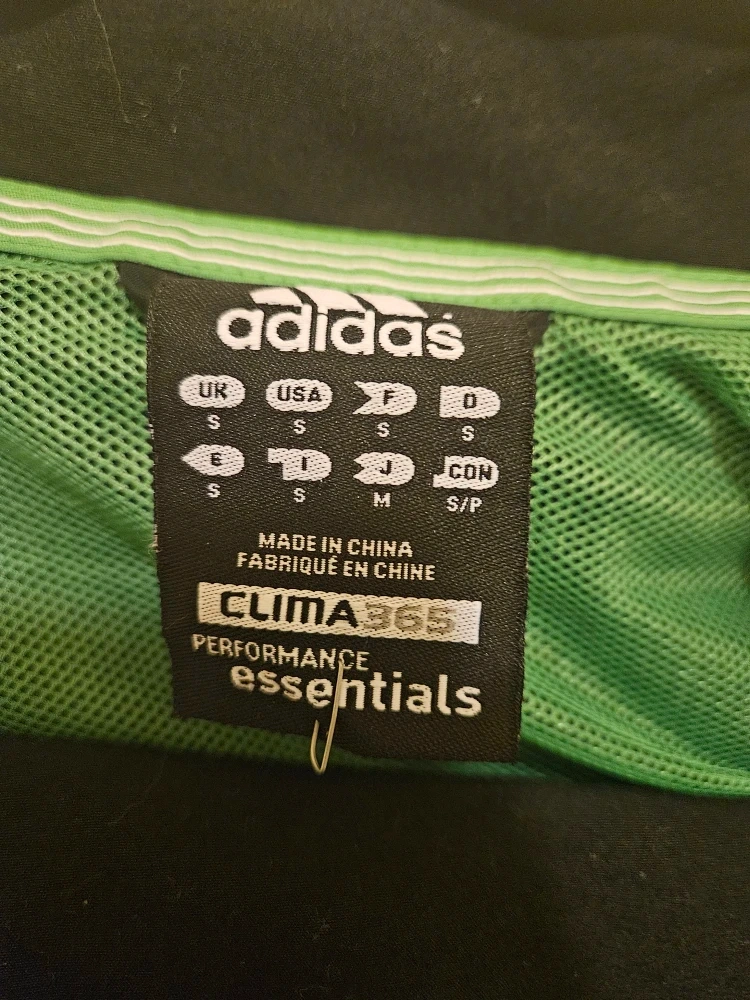 adidas
UK USA F D
S S S S
E I J CON
S S M S/P
MADE IN CHINA
FABRIQUÉ EN CHINE
CLIMA365
PERFORMANCE
essentials